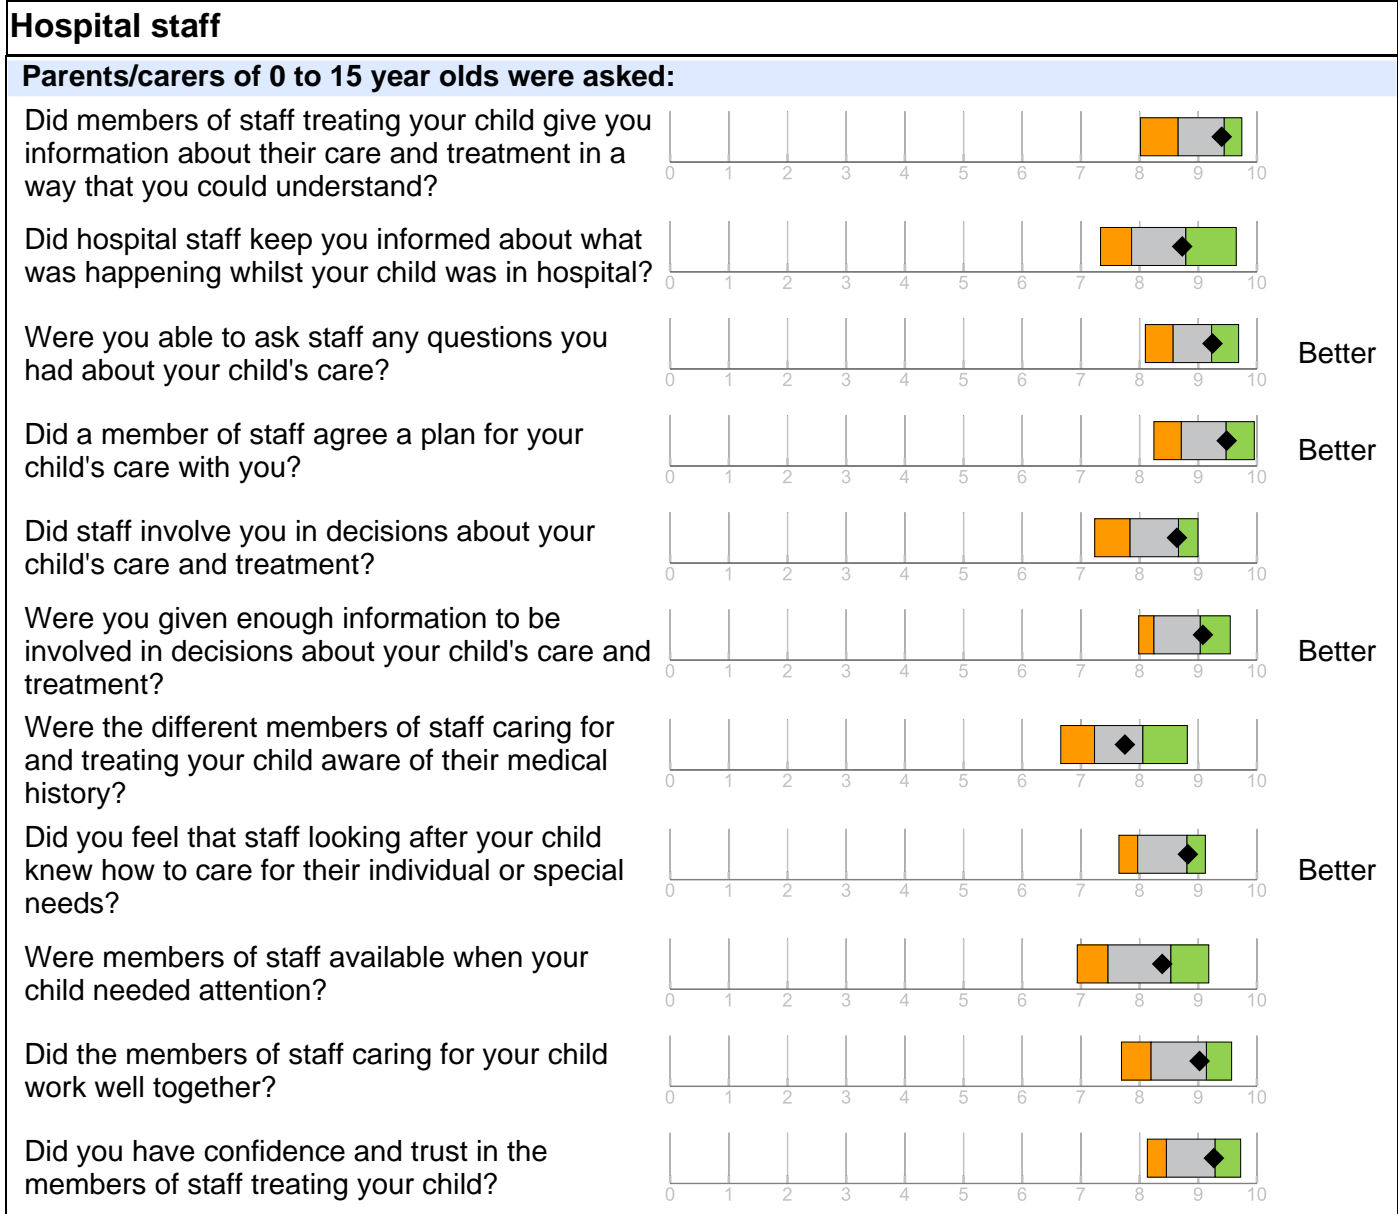 Hospital staff
Parents/carers of 0 to 15 year olds were asked:
Did members of staff treating your child give you
information about their care and treatment in a
way that you could understand?
0 1 2 3 4 5 6 7 8 9 10
Did hospital staff keep you informed about what
was happening whilst your child was in hospital?
0 1 2 3 4 5 6 7 8 9 10
Were you able to ask staff any questions you
had about your child's care?
0 1 2 3 4 5 6 7 8 9 10
Better
Did a member of staff agree a plan for your
child's care with you?
0 1 2 3 4 5 6 7 8 9 10
Better
Did staff involve you in decisions about your
child's care and treatment?
0 1 2 3 4 5 6 7 8 9 10
Were you given enough information to be
involved in decisions about your child's care and
treatment?
0 1 2 3 4 5 6 7 8 9 10
Better
Were the different members of staff caring for
and treating your child aware of their medical
history?
0 1 2 3 4 5 6 7 8 9 10
Did you feel that staff looking after your child
knew how to care for their individual or special
needs?
0 1 2 3 4 5 6 7 8 9 10
Better
Were members of staff available when your
child needed attention?
0 1 2 3 4 5 6 7 8 9 10
Did the members of staff caring for your child
work well together?
0 1 2 3 4 5 6 7 8 9 10
Did you have confidence and trust in the
members of staff treating your child?
0 1 2 3 4 5 6 7 8 9 10